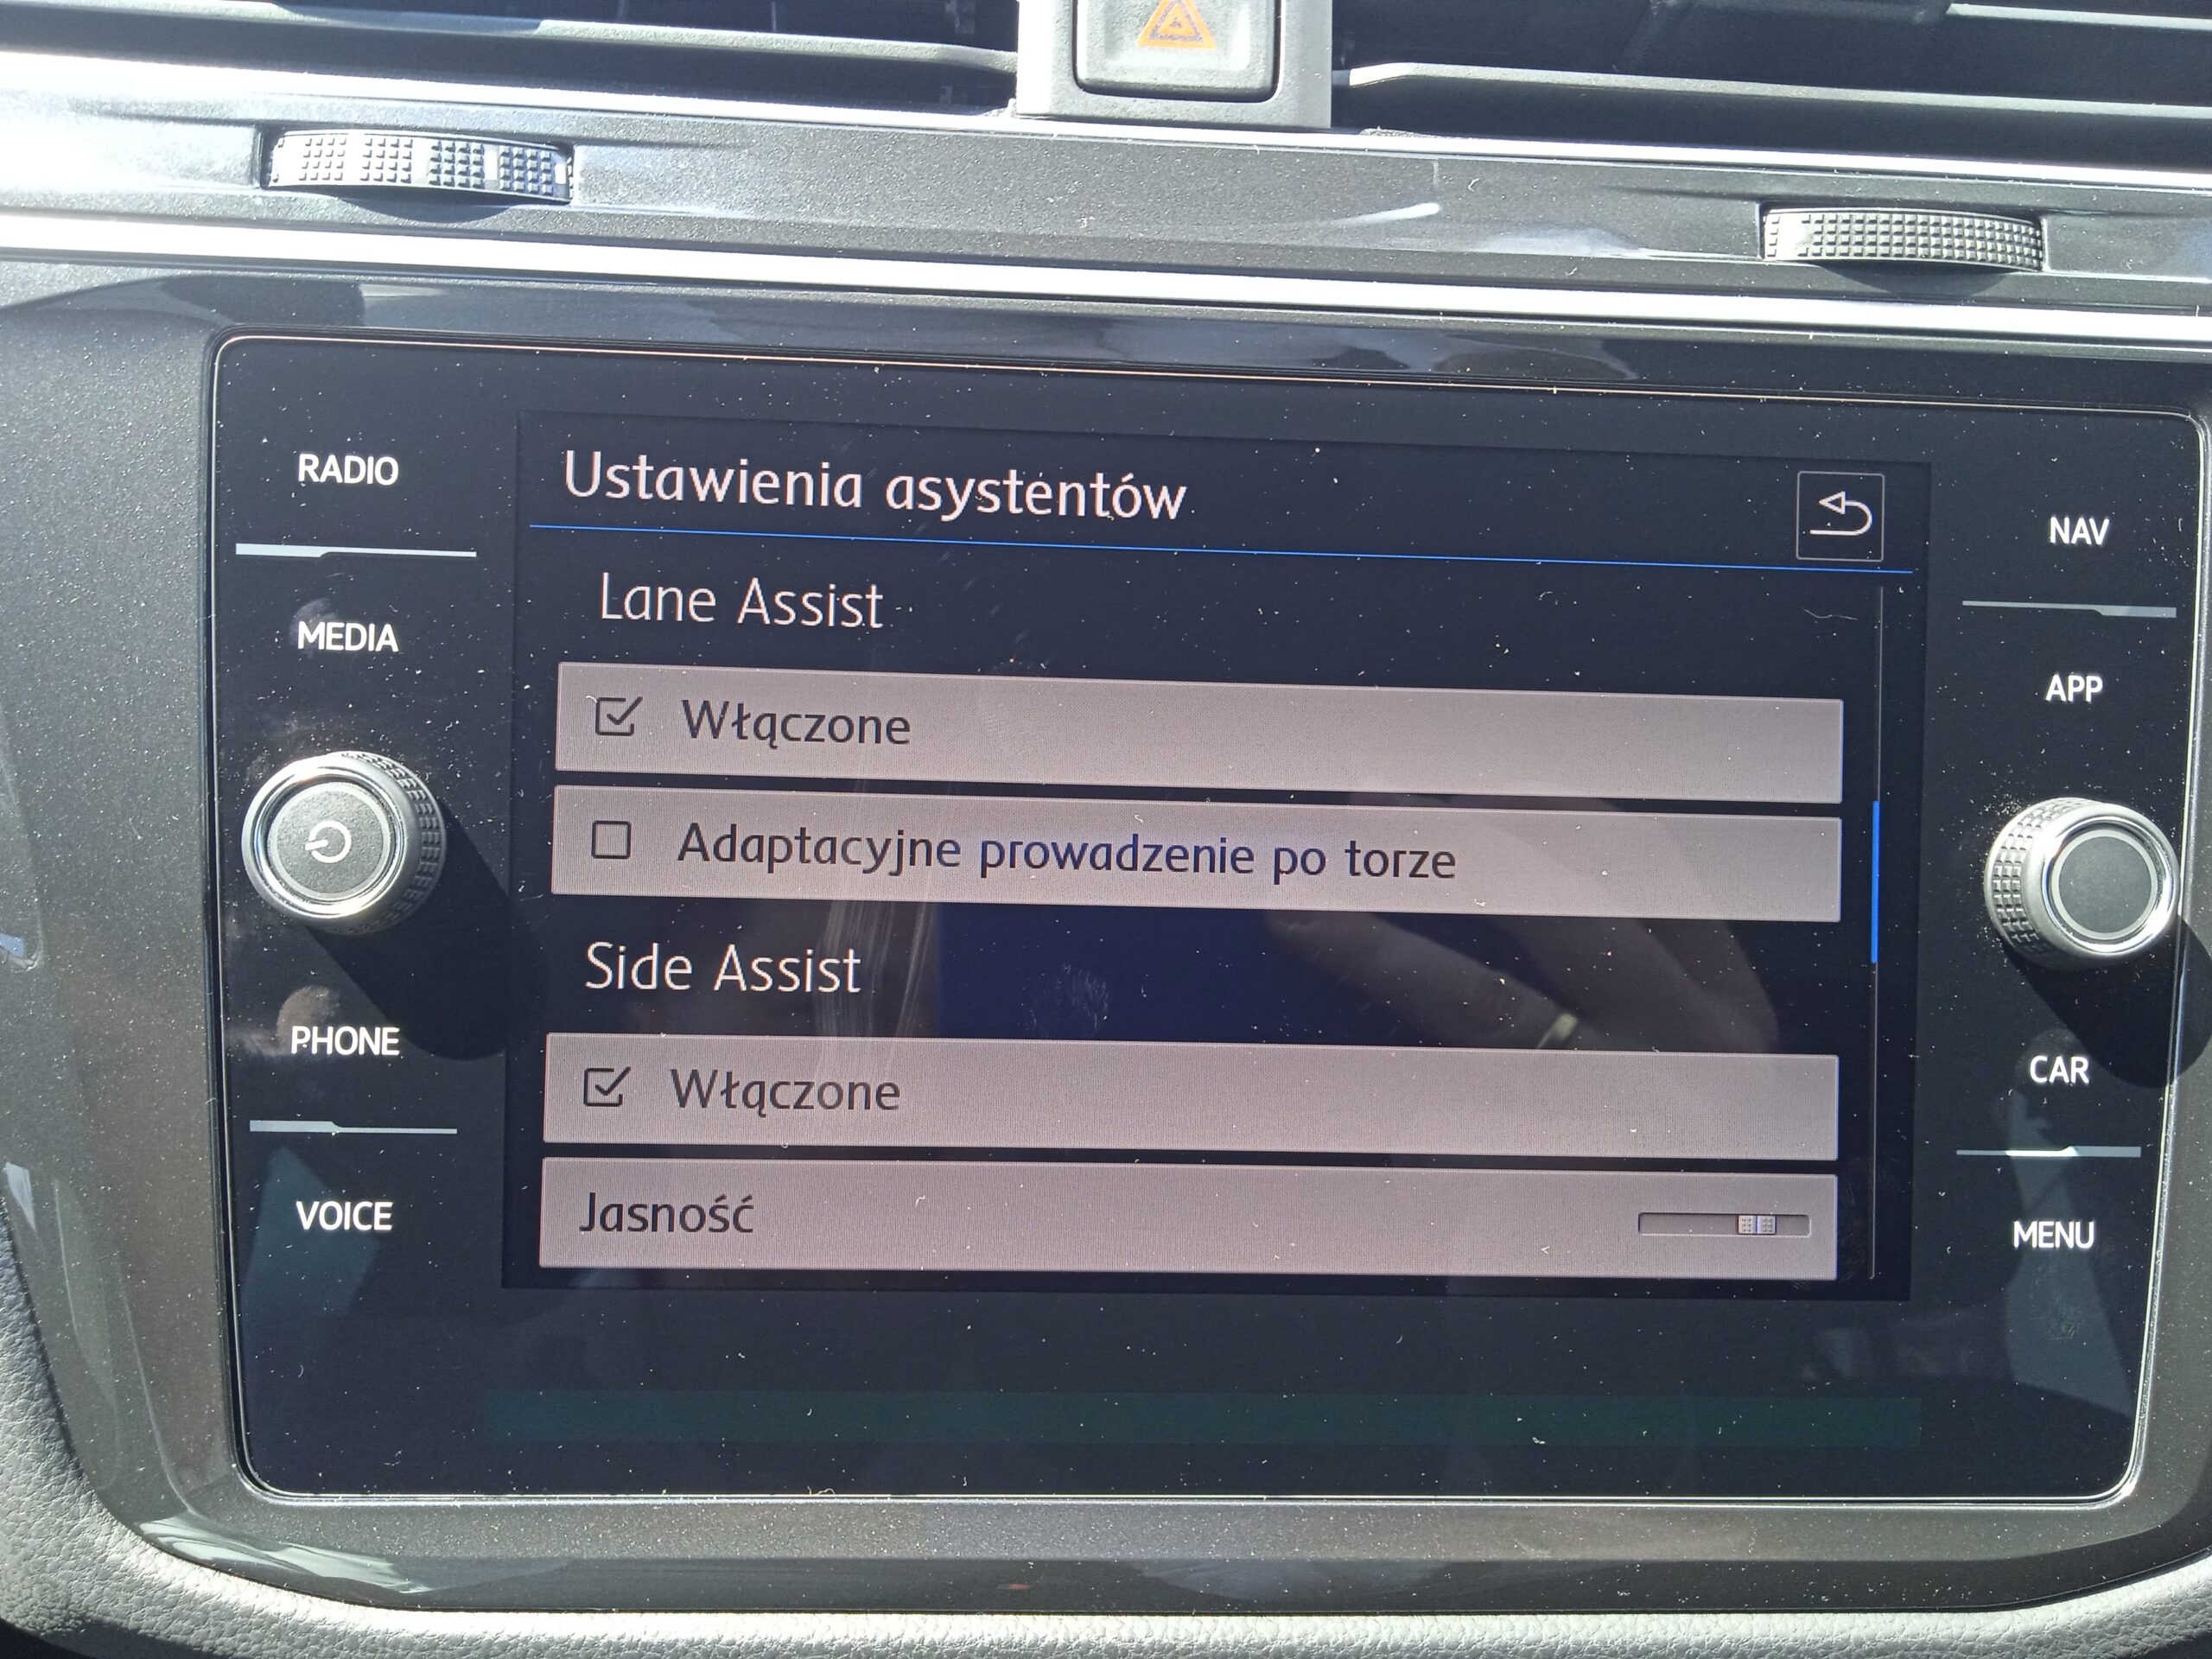 RADIO
MEDIA
PHONE
VOICE
Ustawienia asystentów
Lane Assist
Włączone
Adaptacyjne prowadzenie po torze
Side Assist
Włączone
Jasność
NAV
APP
CAR
MENU